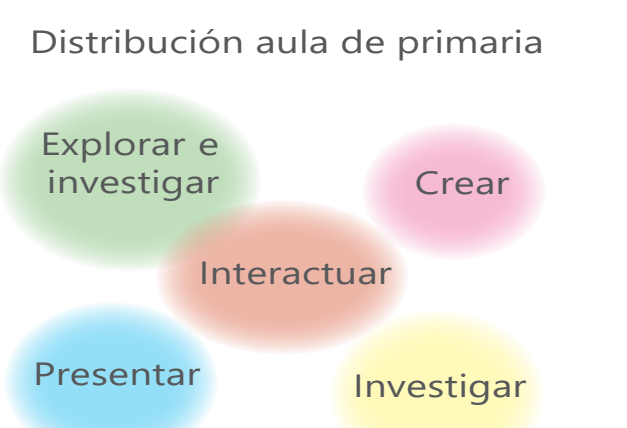 Distribución aula de primaria
Explorar e
investigar
Crear
Interactuar
Presentar
Investigar